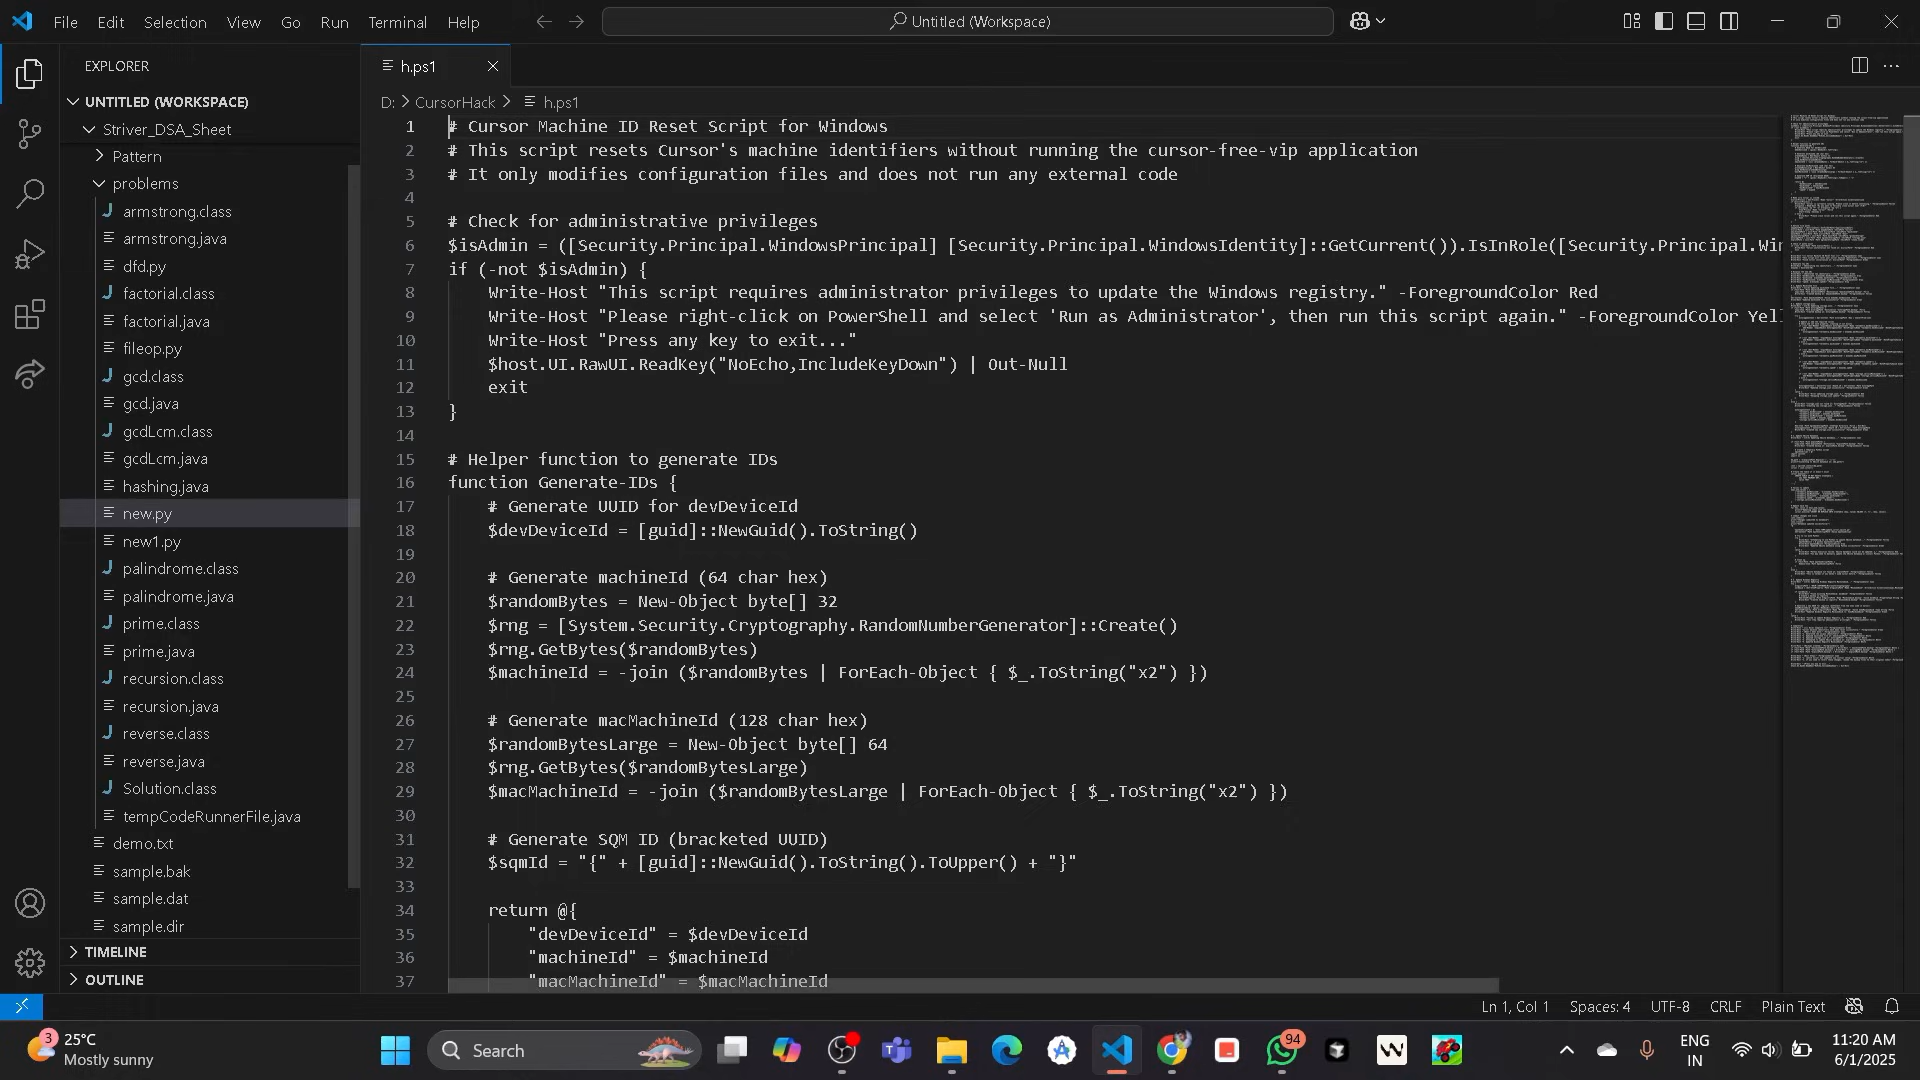 File Edit Selection View Go Run Terminal Help
Untitled (Workspace)
EXPLORER
UNTITLED (WORKSPACE)
Striver_DSA_Sheet
Pattern
problems
armstrong.class
armstrong.java
dfd.py
factorial.class
factorial.java
fileop.py
gcd.class
gcd.java
gcdLcm.class
gcdLcm.java
hashing.java
new.py
new1.py
palindrome.class
palindrome.java
prime.class
prime.java
recursion.class
recursion.java
reverse.class
reverse.java
Solution.class
tempCodeRunnerFile.java
demo.txt
sample.bak
sample.dat
sample.dir
TIMELINE
OUTLINE
h.ps1
D: > CursorHack > h.ps1
1 # Cursor Machine ID Reset Script for Windows
2 # This script resets Cursor's machine identifiers without running the cursor-free-vip application
3 # It only modifies configuration files and does not run any external code
4
5 # Check for administrative privileges
6 $isAdmin = ([Security.Principal.WindowsPrincipal] [Security.Principal.WindowsIdentity]::GetCurrent()).IsInRole([Security.Principal.Win
7 if (-not $isAdmin) {
8 Write-Host "This script requires administrator privileges to update the Windows registry." -ForegroundColor Red
9 Write-Host "Please right-click on PowerShell and select 'Run as Administrator', then run this script again." -ForegroundColor Yel
10 Write-Host "Press any key to exit..."
11 $host.UI.RawUI.ReadKey("NoEcho,IncludeKeyDown") | Out-Null
12 exit
13 }
14
15 # Helper function to generate IDs
16 function Generate-IDs {
17 # Generate UUID for devDeviceId
18 $devDeviceId = [guid]::NewGuid().ToString()
19
20 # Generate machineId (64 char hex)
21 $randomBytes = New-Object byte[] 32
22 $rng = [System.Security.Cryptography.RandomNumberGenerator]::Create()
23 $rng.GetBytes($randomBytes)
24 $machineId = -join ($randomBytes | ForEach-Object { $_.ToString("x2") })
25
26 # Generate macMachineId (128 char hex)
27 $randomBytesLarge = New-Object byte[] 64
28 $rng.GetBytes($randomBytesLarge)
29 $macMachineId = -join ($randomBytesLarge | ForEach-Object { $_.ToString("x2") })
30
31 # Generate SQM ID (bracketed UUID)
32 $sqmId = "{" + [guid]::NewGuid().ToString().ToUpper() + "}"
33
34 return @{
35 "devDeviceId" = $devDeviceId
36 "machineId" = $machineId
37 "macMachineId" = $macMachineId
Ln 1, Col 1 Spaces: 4 UTF-8 CRLF Plain Text
3
25°C
Mostly sunny
Search
94
ENG
IN
11:20 AM
6/1/2025